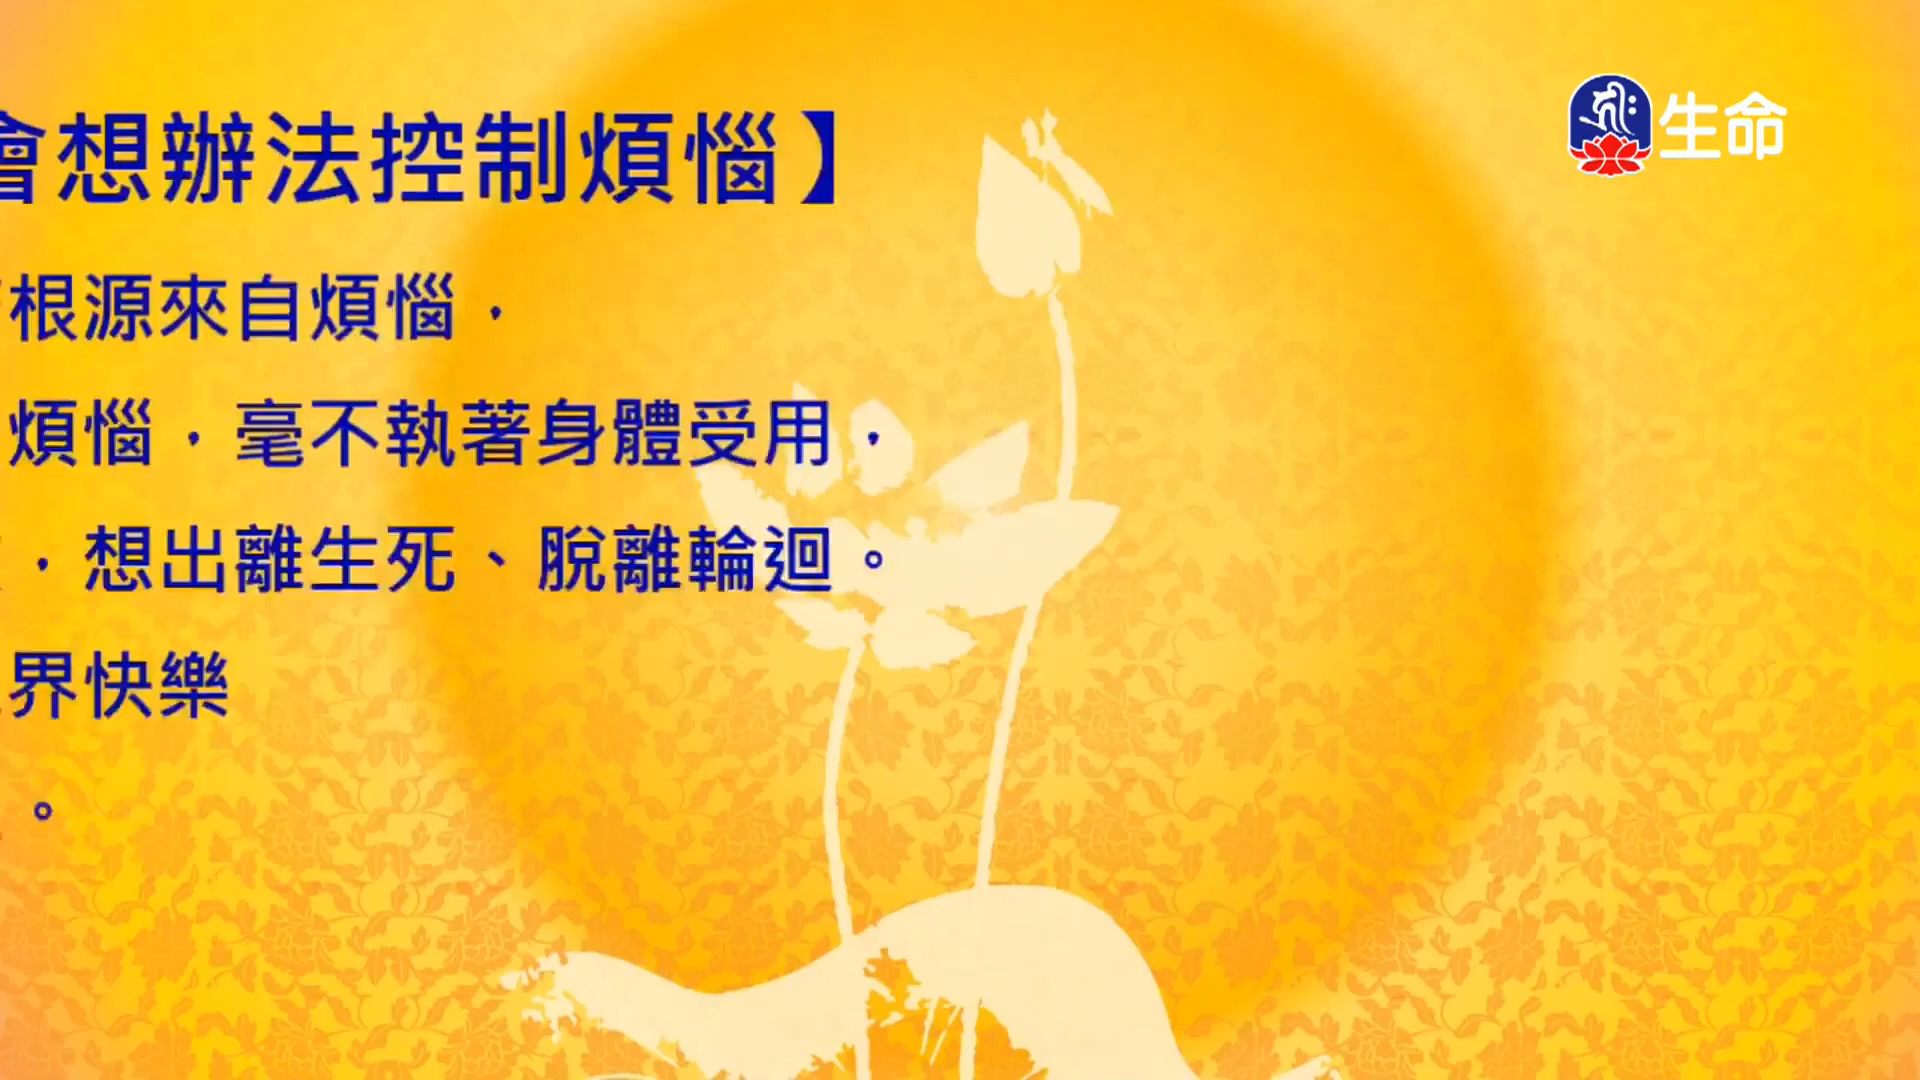 會想辦法控制煩惱】
根源來自煩惱，
煩惱，毫不執著身體受用，
，想出離生死、脫離輪迴。
界快樂
。
生命